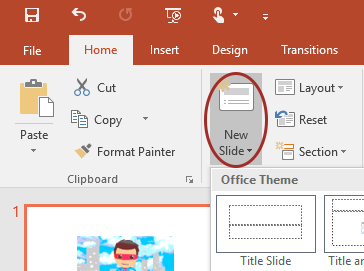 File Home Insert Design Transitions
Cut
Copy
Format Painter
Paste
Clipboard
New
Slide
Layout
Reset
Section
Office Theme
Title Slide
Title
1